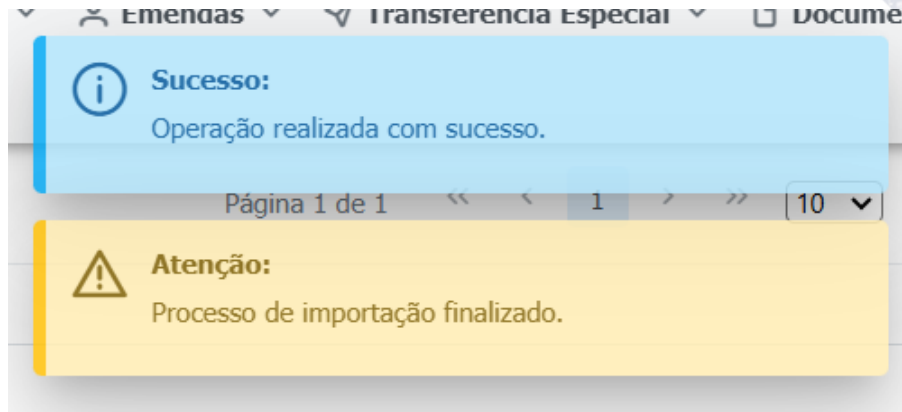 Emendas Transferência Especial Docume
Sucesso:
Operação realizada com sucesso.
Página 1 de 1 << < 1 > >> 10
Atenção:
Processo de importação finalizado.